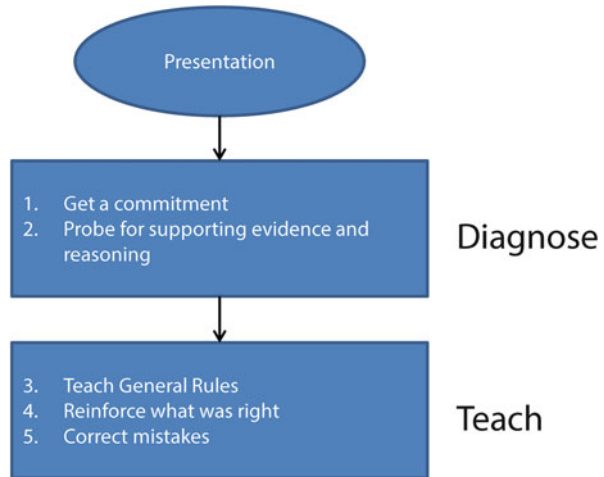 Presentation
1. Get a commitment
2. Probe for supporting evidence and
reasoning
Diagnose
3. Teach General Rules
4. Reinforce what was right
5. Correct mistakes
Teach